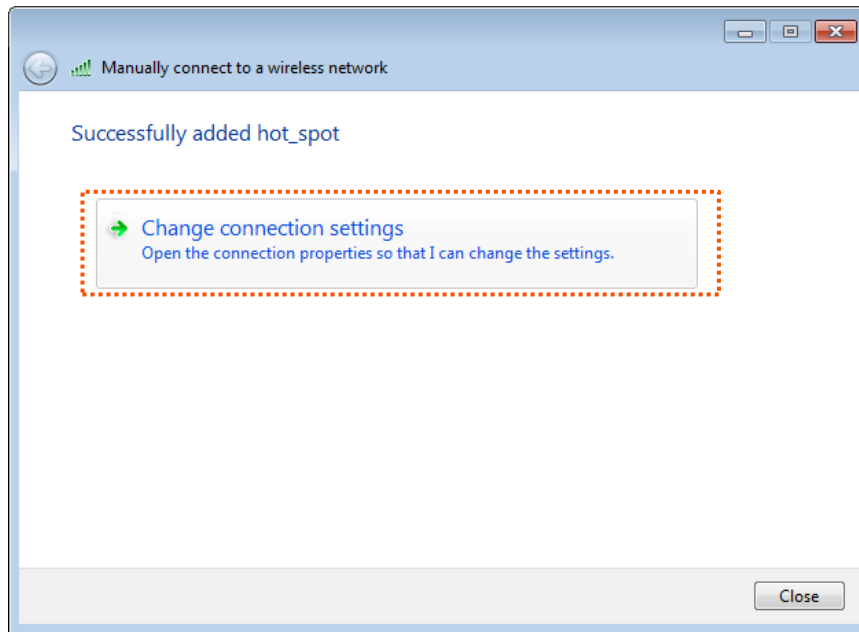 Manually connect to a wireless network
Successfully added hot_spot
Change connection settings
Open the connection properties so that I can change the settings.
Close